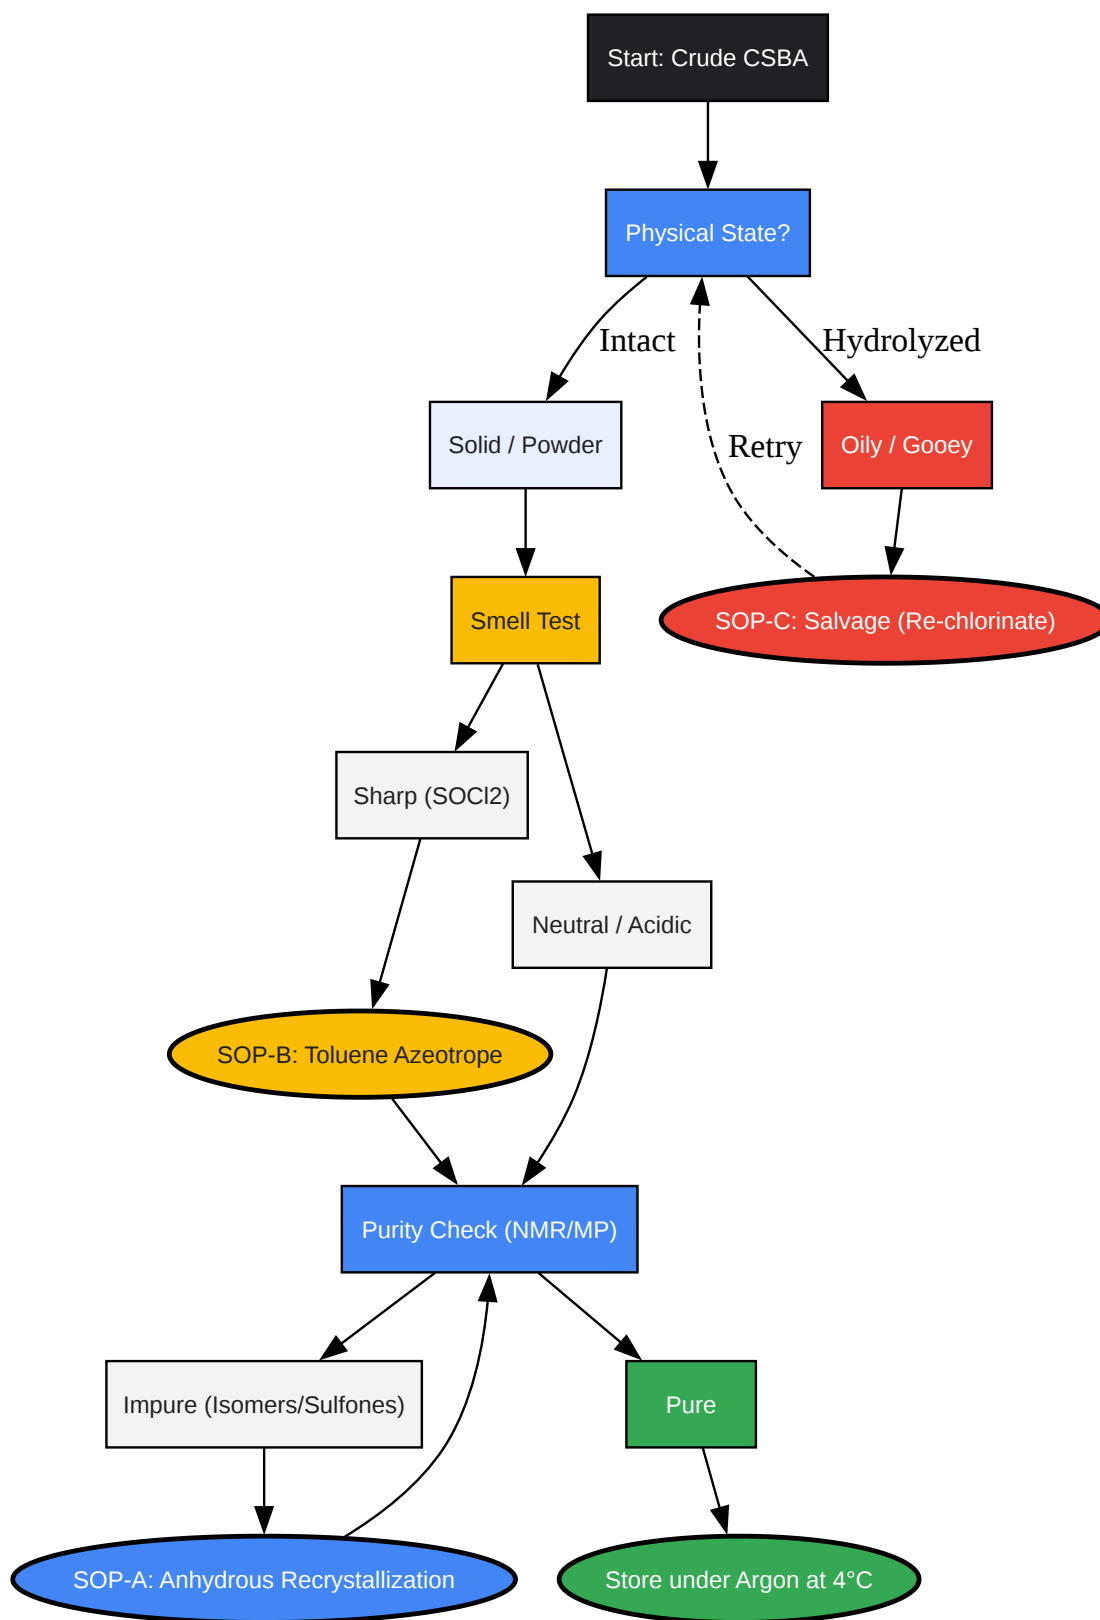 Start: Crude CSBA
Physical State?
Intact
Hydrolyzed
Solid / Powder
Retry
Oily / Gooey
Smell Test
SOP-C: Salvage (Re-chlorinate)
Sharp (SOCl2)
Neutral / Acidic
SOP-B: Toluene Azeotrope
Purity Check (NMR/MP)
Impure (Isomers/Sulfones)
Pure
SOP-A: Anhydrous Recrystallization
Store under Argon at 4°C